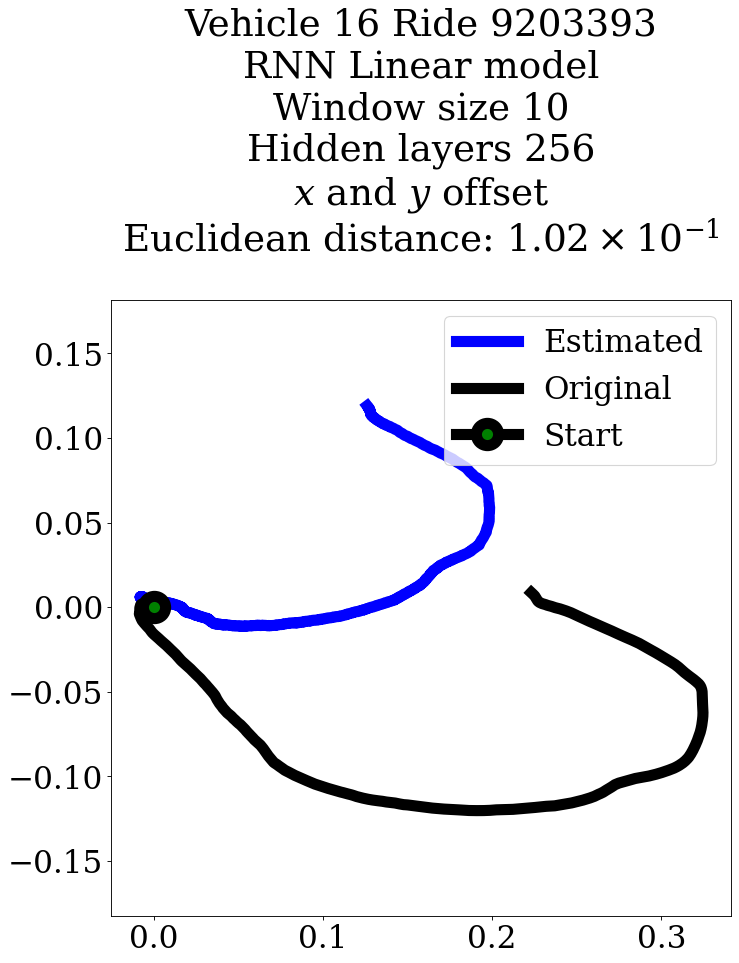 Vehicle 16 Ride 9203393
RNN Linear model
Window size 10
Hidden layers 256
x and y offset
Euclidean distance: 1.02 × 10⁻¹
Estimated
Original
Start
0.15
0.10
0.05
0.00
−0.05
−0.10
−0.15
0.0 0.1 0.2 0.3